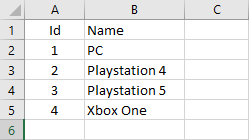 A B C
1 Id Name
2 1 PC
3 2 Playstation 4
4 3 Playstation 5
5 4 Xbox One
6